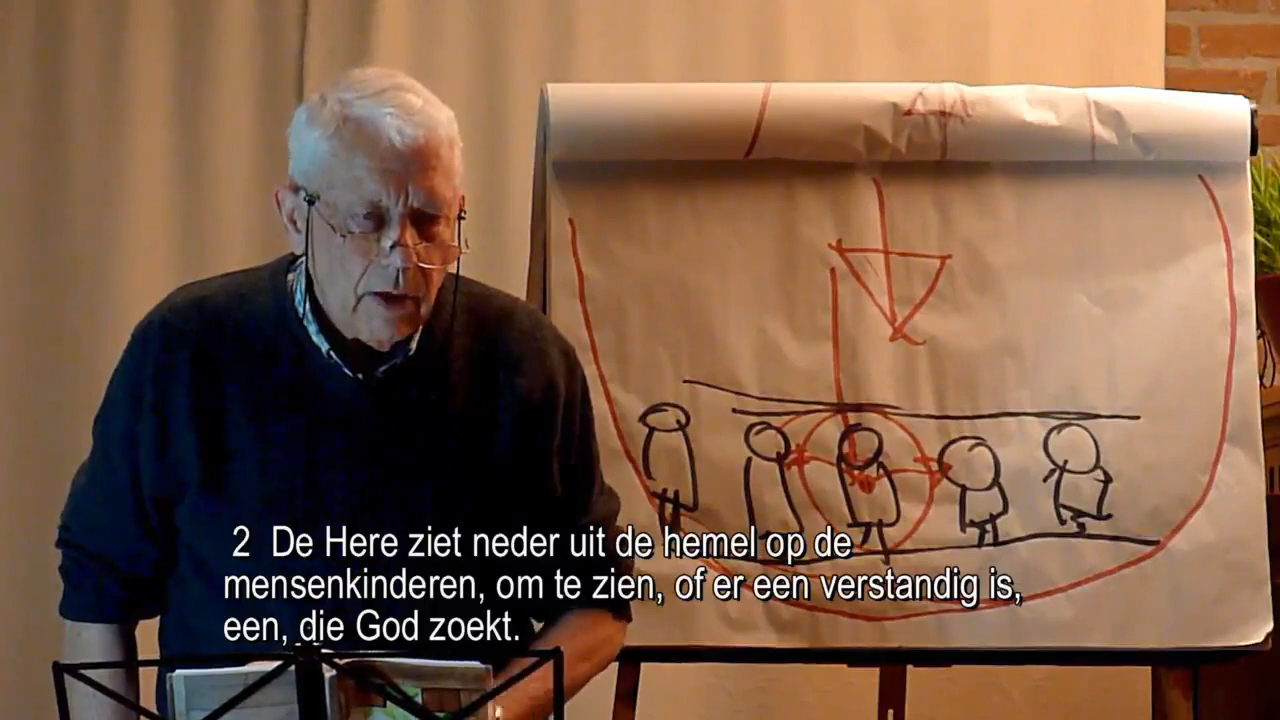 2 De Here ziet neder uit de hemel op de
mensenkinderen, om te zien, of er een verstandig is,
een, die God zoekt.